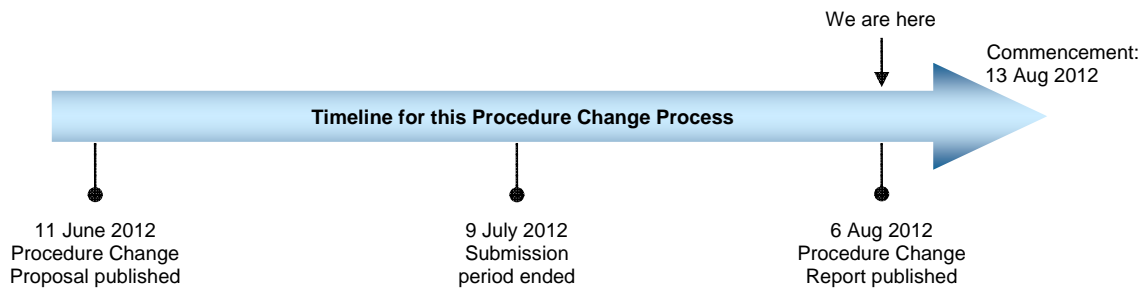 We are here
Commencement:
13 Aug 2012
Timeline for this Procedure Change Process
11 June 2012
Procedure Change
Proposal published
9 July 2012
Submission
period ended
6 Aug 2012
Procedure Change
Report published